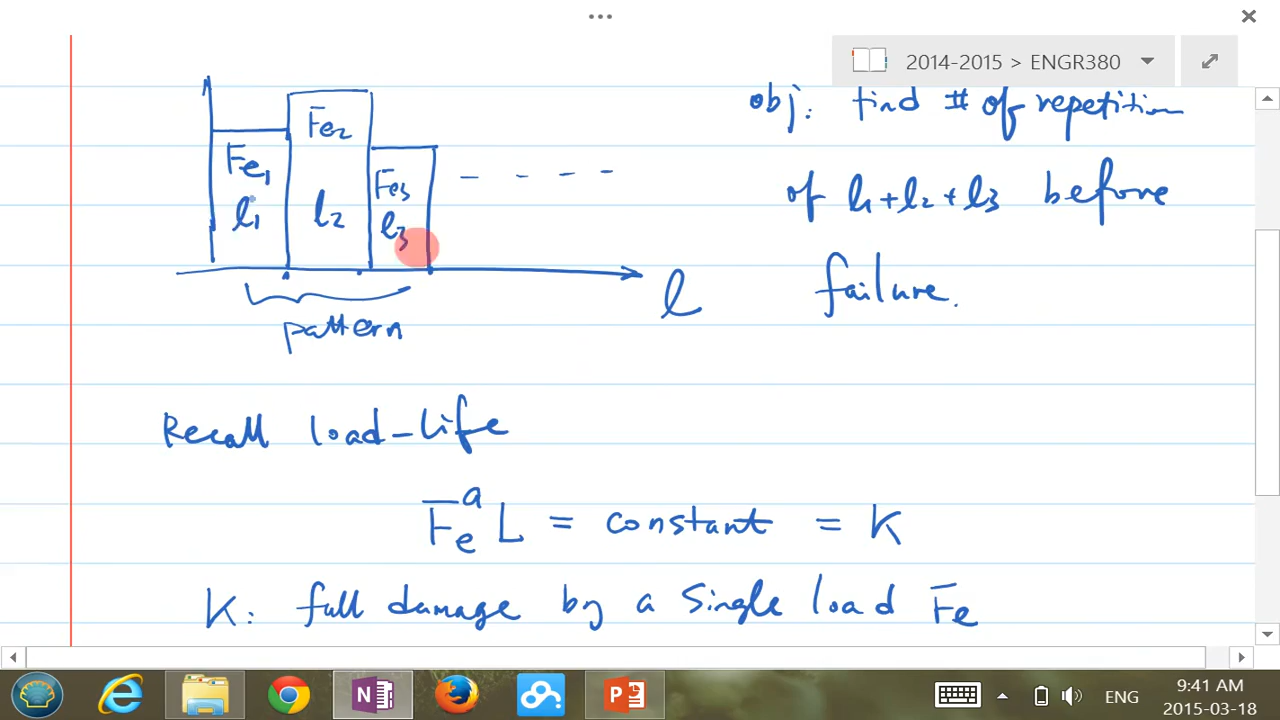 2014-2015 > ENGR380
obj: find # of repetition
of l1+l2+l3 before
failure.
Fe1
l1
Fe2
l2
Fe3
l3
l
pattern
Recall load-life
Fe^a L = constant = K
K: full damage by a single load Fe
ENG
9:41 AM
2015-03-18